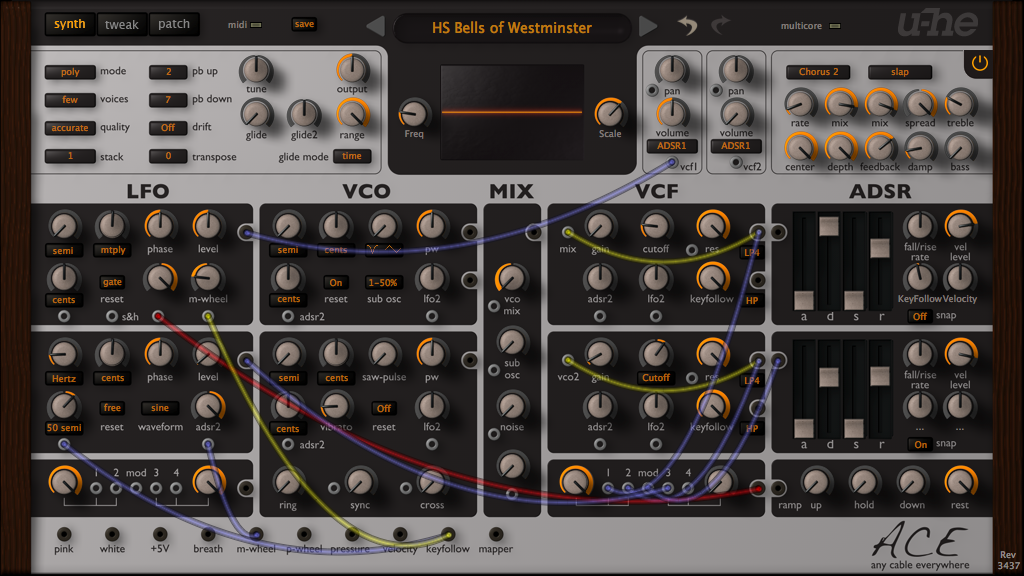 synth tweak patch midi save HS Bells of Westminster multicore u-he
poly mode 2 pb up tune output
few voices 7 pb down
accurate quality Off drift glide glide2 range
1 stack 0 transpose glide mode time
Freq Scale
pan pan
volume volume
ADSR1 ADSR1
vcf1 vcf2
Chorus 2 slap
rate mix mix spread treble
center depth feedback damp bass
LFO VCO MIX VCF ADSR
semi mtply phase level
cents gate reset m-wheel
s&h
semi cents pw
cents On reset 1-50% sub osc lfo2
adsr2
vco mix
sub osc
noise
mix gain cutoff res LP4
adsr2 lfo2 keyfollow HP
fall/rise rate vel level
KeyFollow Velocity
a d s r Off snap
Hertz cents phase level
50 semi free reset sine waveform adsr2
semi cents saw-pulse pw
cents vibrato Off reset lfo2
adsr2
vco2 gain Cutoff res LP4
adsr2 lfo2 keyfollow HP
fall/rise rate vel level
... ...
a d s r On snap
1 2 mod 3 4
ring sync cross
1 2 mod 3 4
ramp up hold down rest
pink white +5V breath m-wheel p-wheel pressure velocity keyfollow mapper
ACE
any cable everywhere
Rev
3437